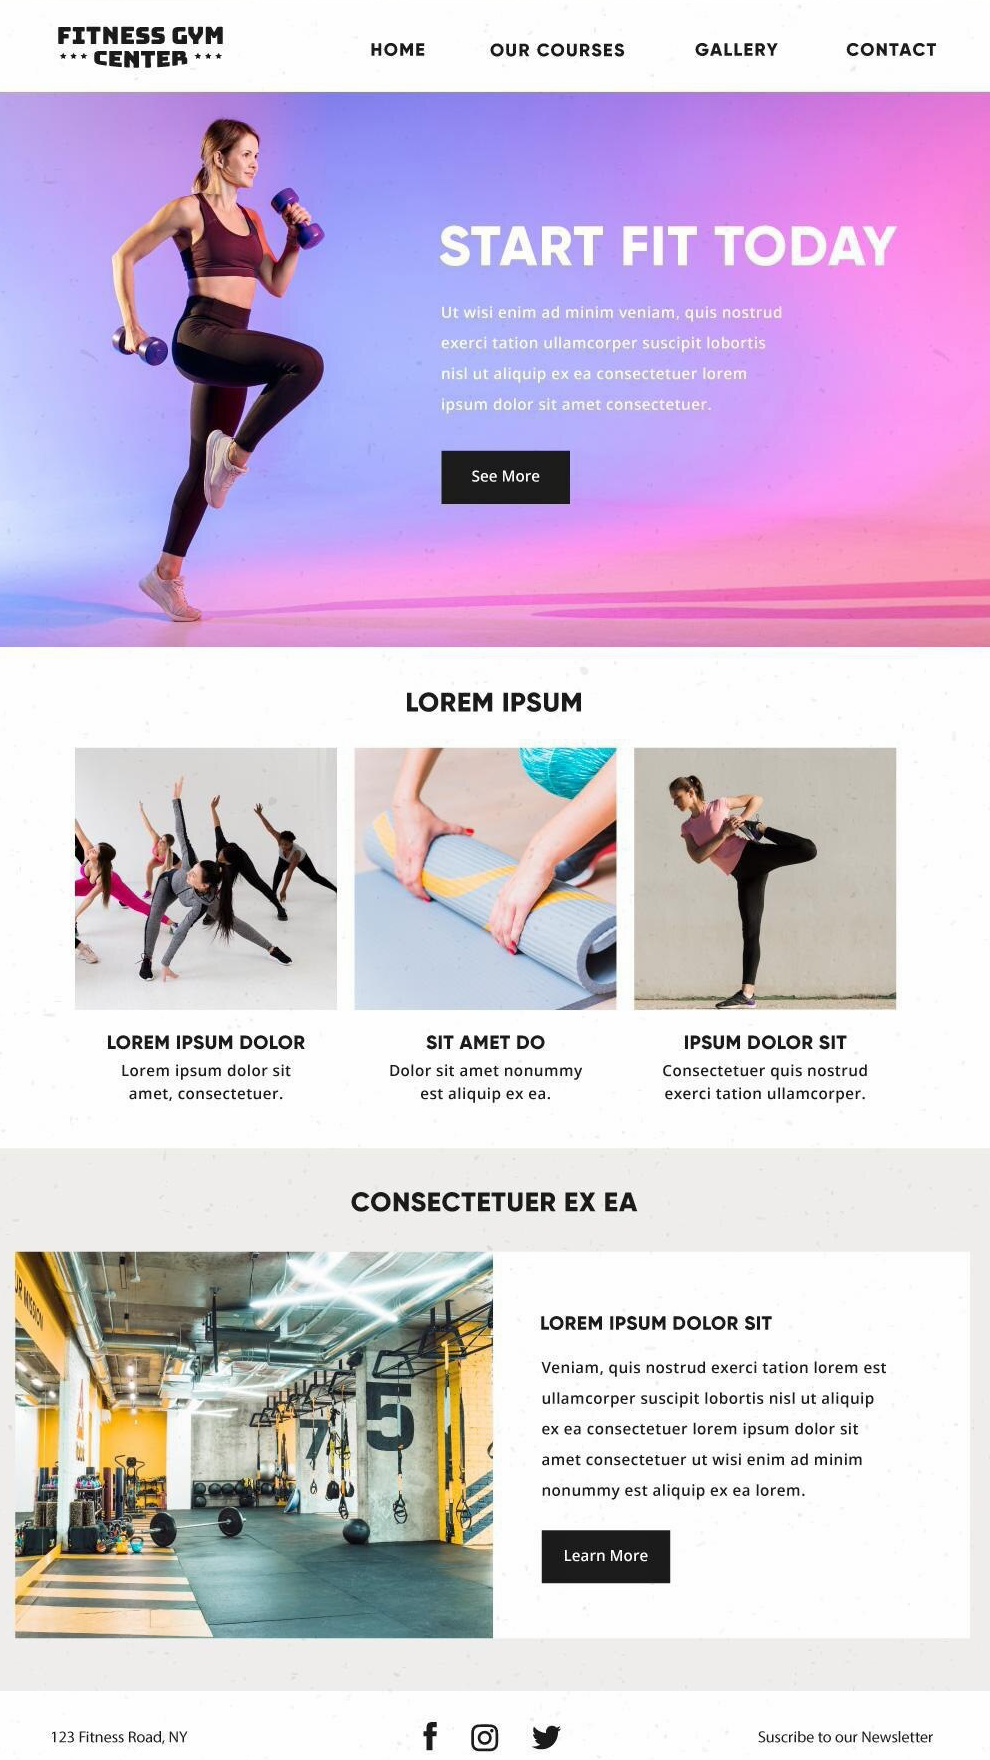 FITNESS GYM
CENTER
HOME OUR COURSES GALLERY CONTACT
START FIT TODAY
Ut wisi enim ad minim veniam, quis nostrud
exerci tation ullamcorper suscipit lobortis
nisl ut aliquip ex ea consectetuer lorem
ipsum dolor sit amet consectetuer.
See More
LOREM IPSUM
LOREM IPSUM DOLOR
Lorem ipsum dolor sit
amet, consectetuer.
SIT AMET DO
Dolor sit amet nonummy
est aliquip ex ea.
IPSUM DOLOR SIT
Consectetuer quis nostrud
exerci tation ullamcorper.
CONSECTETUER EX EA
UR MISSION
7
5
LOREM IPSUM DOLOR SIT
Veniam, quis nostrud exerci tation lorem est
ullamcorper suscipit lobortis nisl ut aliquip
ex ea consectetuer lorem ipsum dolor sit
amet consectetuer ut wisi enim ad minim
nonummy est aliquip ex ea lorem.
Learn More
123 Fitness Road, NY
Suscribe to our Newsletter